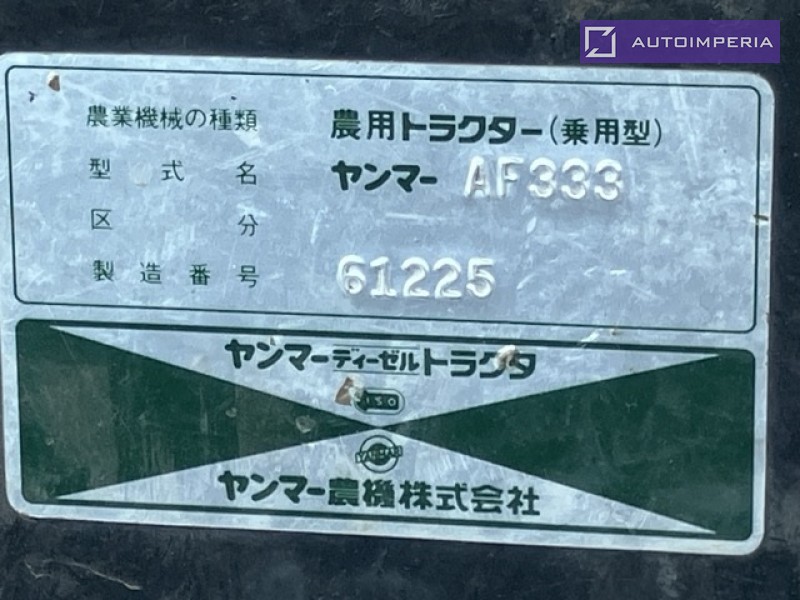 AUTOIMPERIA
農業機械の種類 農用トラクター(乗用型)
型式名 ヤンマー AF333
区分
製造番号 61225
ヤンマーディーゼルトラクタ
YANMAR
ヤンマー農機株式会社